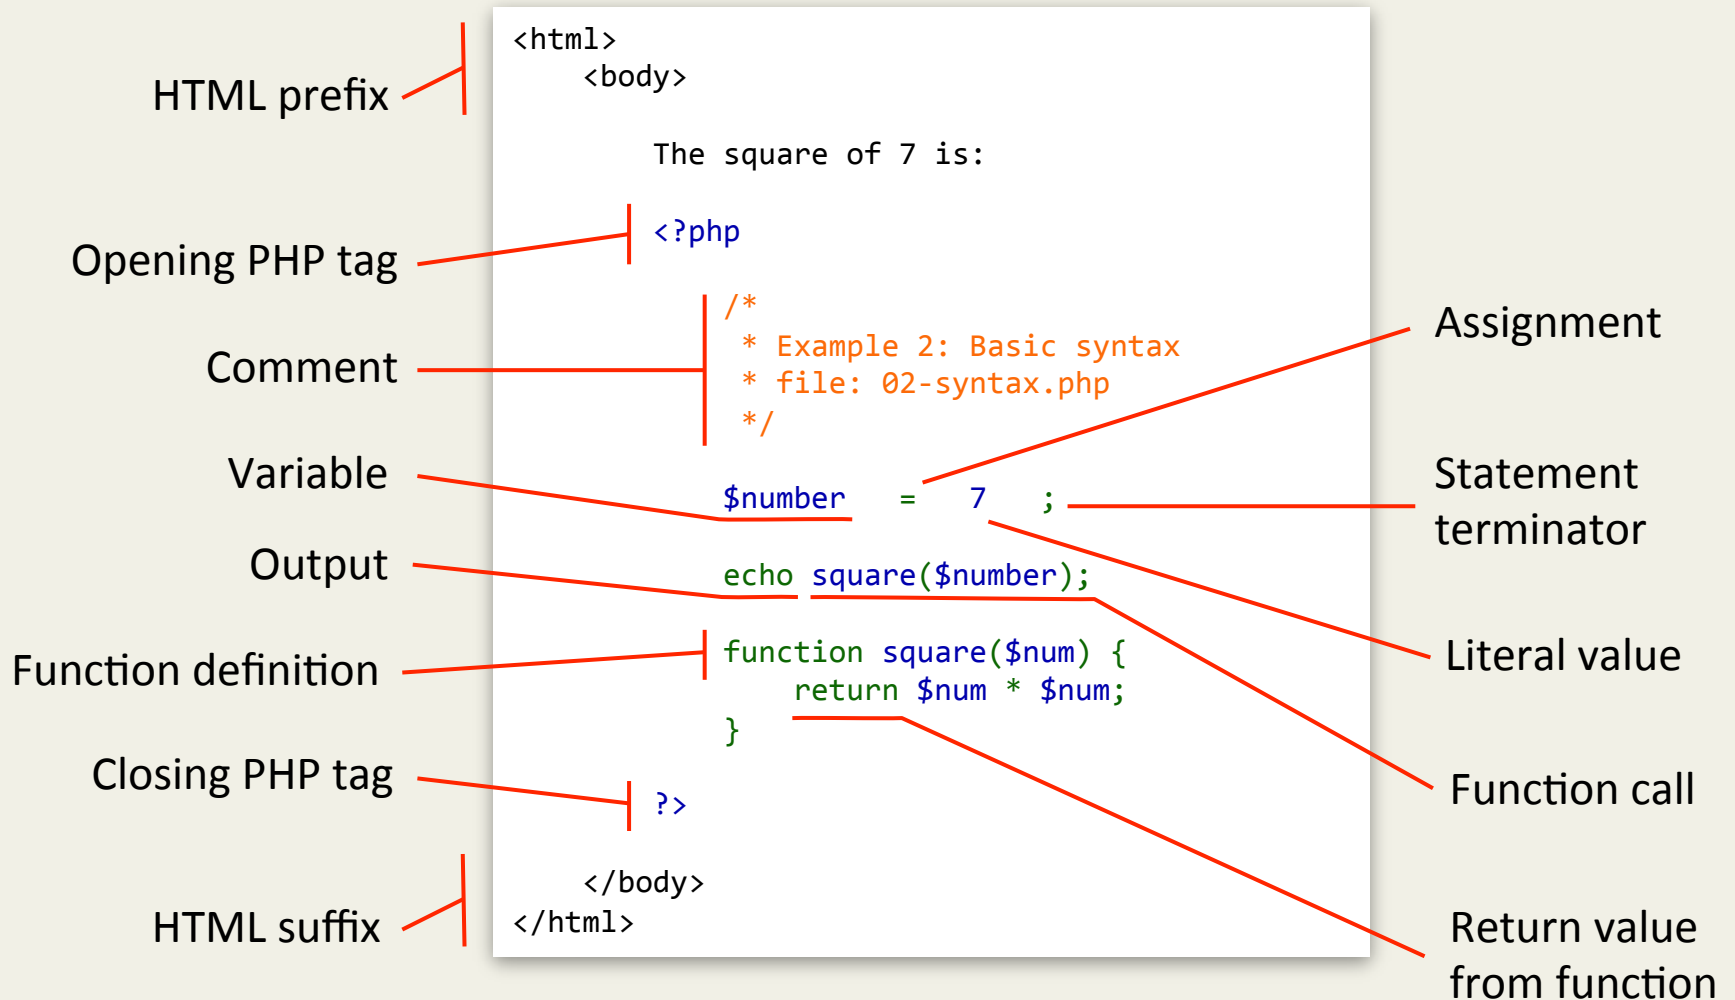 HTML prefix
Opening PHP tag
Comment
Variable
Output
Function definition
Closing PHP tag
HTML suffix
<html>
    <body>
        The square of 7 is:
        <?php
            /*
             * Example 2: Basic syntax
             * file: 02-syntax.php
             */
            $number   =   7   ;
            echo square($number);
            function square($num) {
                return $num * $num;
            }
        ?>
    </body>
</html>
Assignment
Statement
terminator
Literal value
Function call
Return value
from function